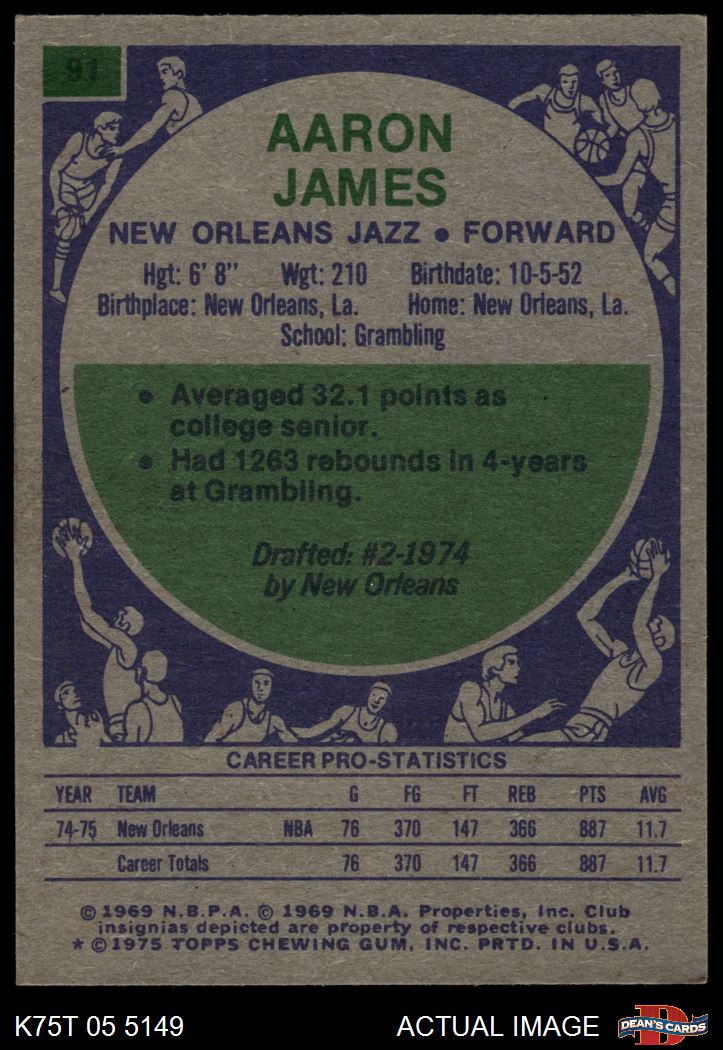 91
AARON
JAMES
NEW ORLEANS JAZZ • FORWARD
Hgt: 6' 8" Wgt: 210 Birthdate: 10-5-52
Birthplace: New Orleans, La. Home: New Orleans, La.
School: Grambling
• Averaged 32.1 points as
college senior.
• Had 1263 rebounds in 4-years
at Grambling.
Drafted: #2-1974
by New Orleans
CAREER PRO-STATISTICS
YEAR TEAM G FG FT REB PTS AVG
74-75 New Orleans NBA 76 370 147 366 887 11.7
Career Totals 76 370 147 366 887 11.7
© 1969 N.B.P.A. © 1969 N.B.A. Properties, Inc. Club
insignias depicted are property of respective clubs.
* © 1975 TOPPS CHEWING GUM, INC. PRTD. IN U.S.A.
K75T 05 5149 ACTUAL IMAGE D DEAN'S CARDS